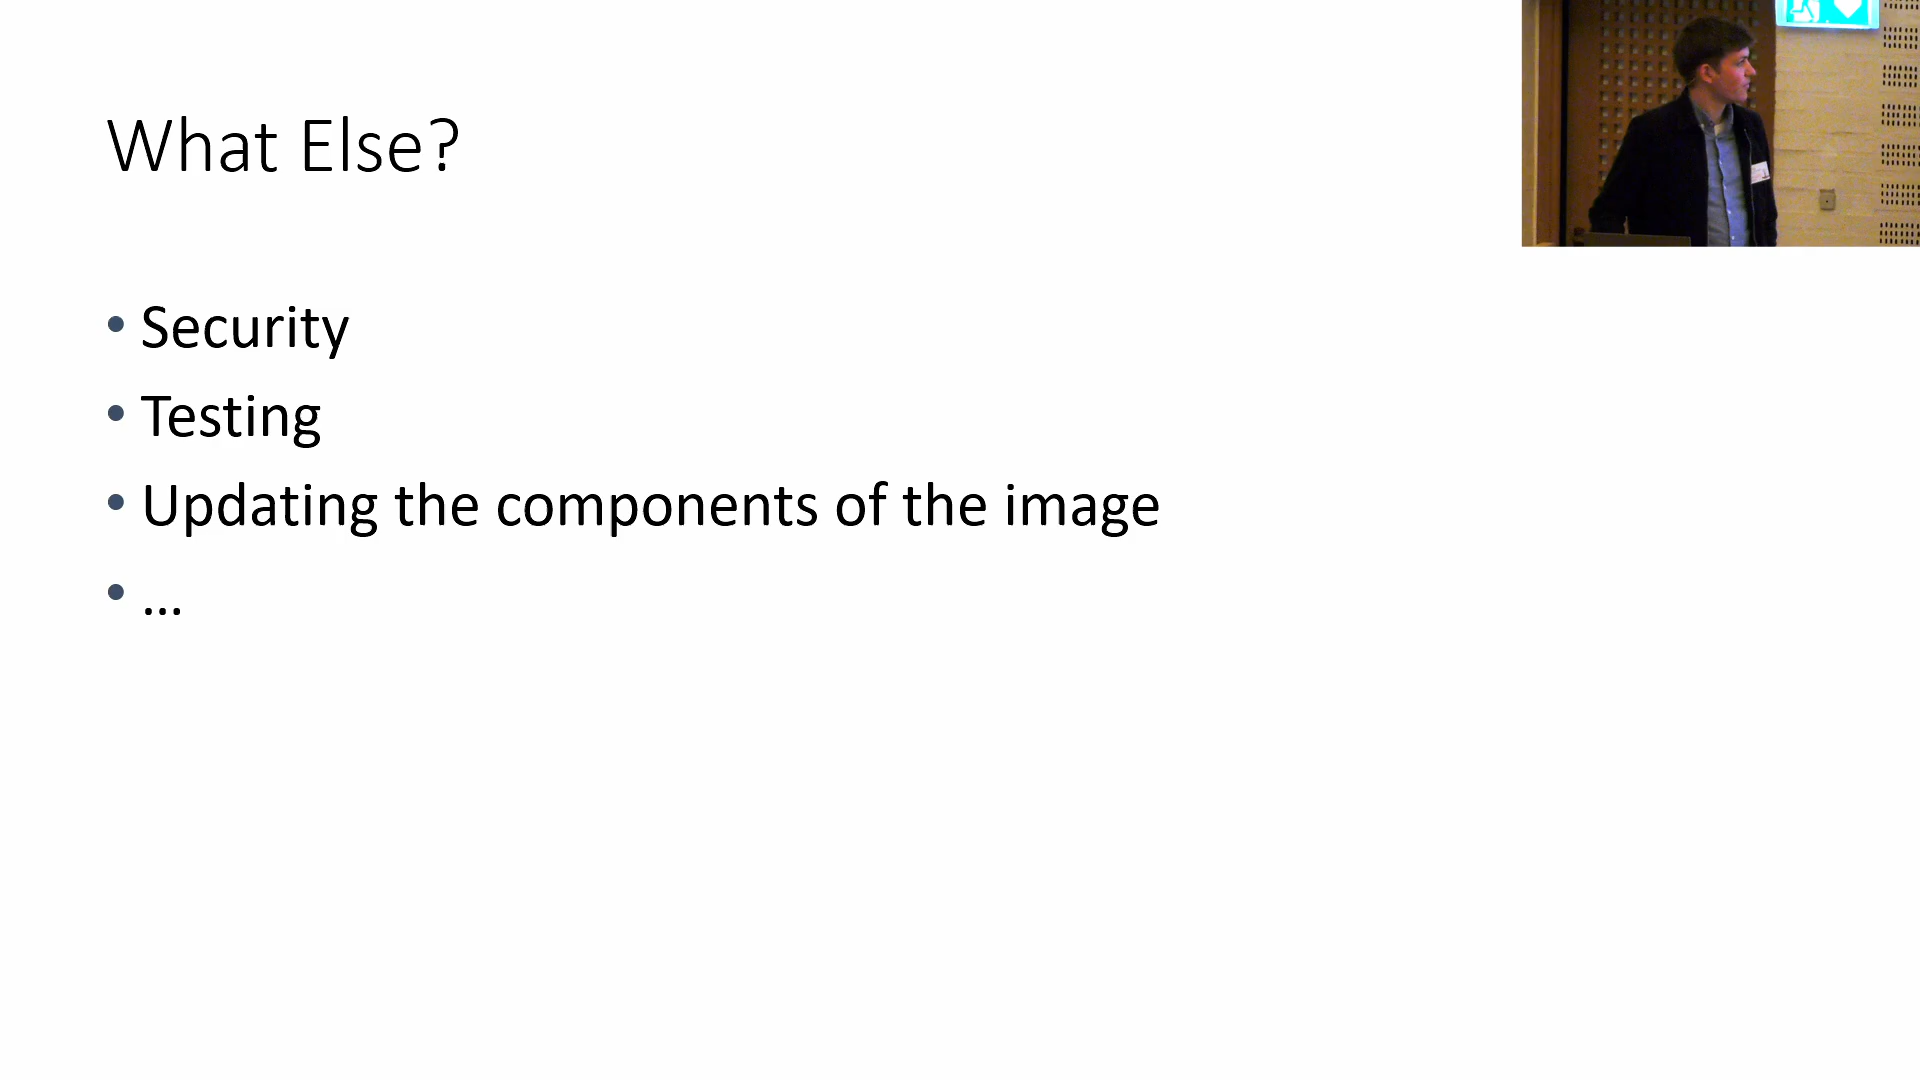 What Else?
• Security
• Testing
• Updating the components of the image
• ...